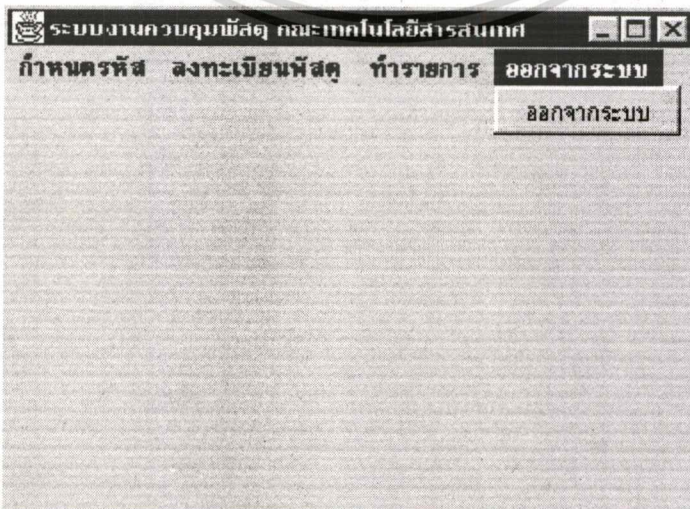 ระบบงานควบคุมพัสดุ คณะเทคโนโลยีสารสนเทศ
กำหนดรหัส ลงทะเบียนพัสดุ ทำรายการ ออกจากระบบ
ออกจากระบบ